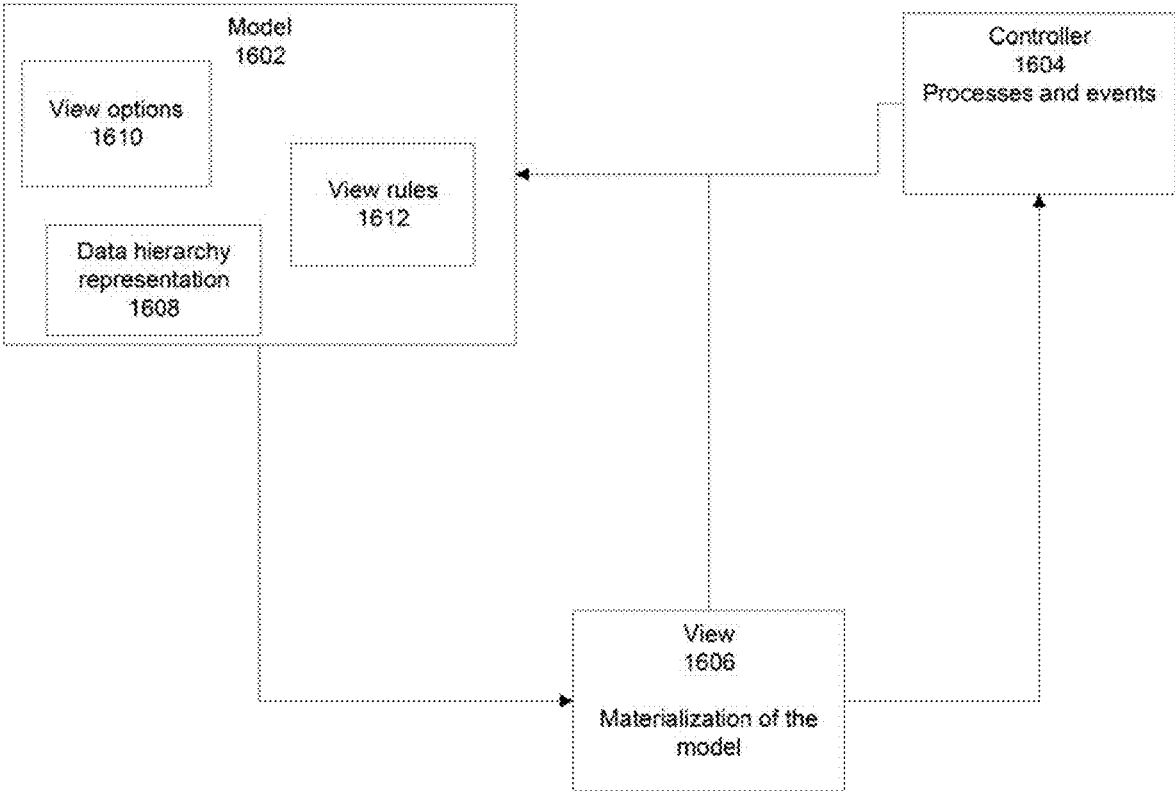 Model
1602
View options
1610
View rules
1612
Data hierarchy
representation
1608
Controller
1604
Processes and events
View
1606
Materialization of the
model